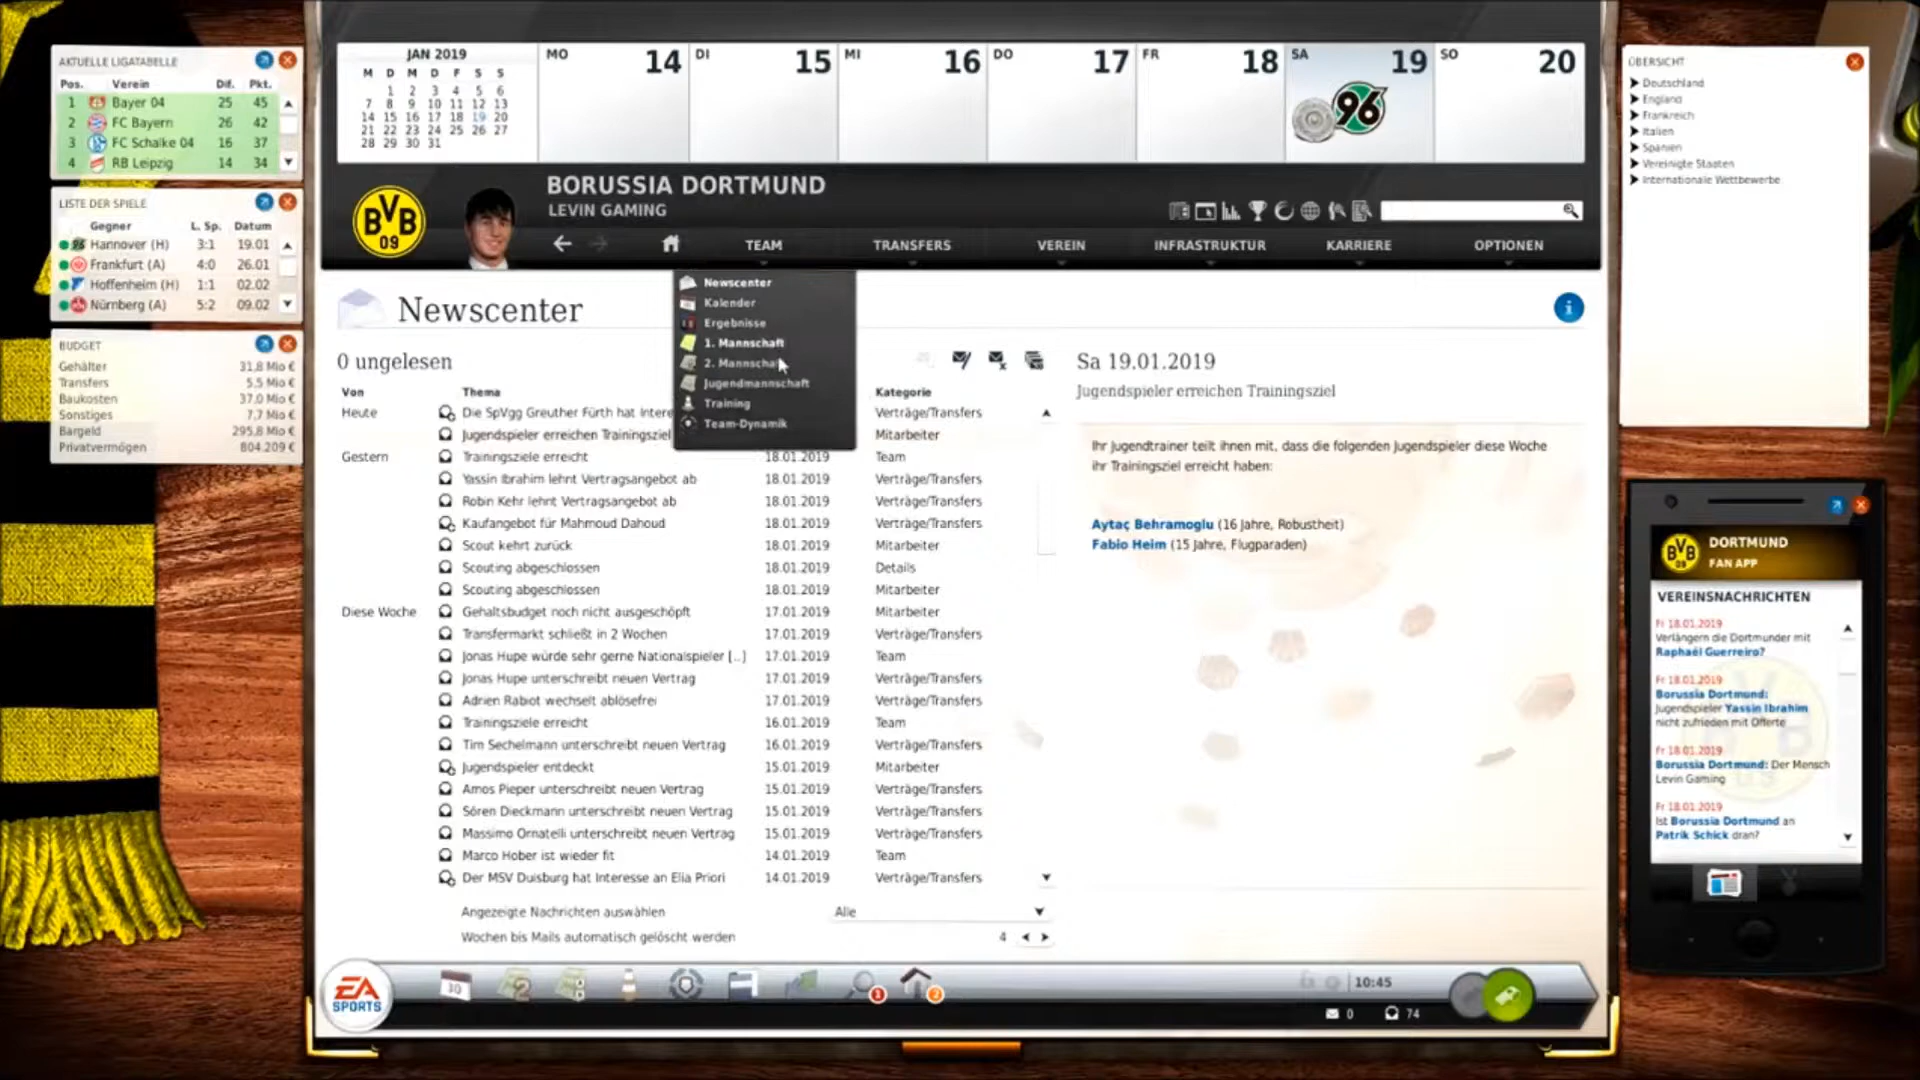 AKTUELLE LIGATABELLE
Pos. Verein Dif. Pkt.
1 Bayer 04 25 45
2 FC Bayern 26 42
3 FC Schalke 04 16 37
4 RB Leipzig 14 34
LISTE DER SPIELE
Gegner L. Sp. Datum
Hannover (H) 3:1 19.01
Frankfurt (A) 4:0 26.01
Hoffenheim (H) 1:1 02.02
Nürnberg (A) 5:2 09.02
BUDGET
Gehälter 31,8 Mio €
Transfers 5,5 Mio €
Baukosten 37,0 Mio €
Sonstiges 7,7 Mio €
Bargeld 295,8 Mio €
Privatvermögen 804.209 €
JAN 2019
M D M D F S S
1 2 3 4 5 6
7 8 9 10 11 12 13
14 15 16 17 18 19 20
21 22 23 24 25 26 27
28 29 30 31
MO 14 DI 15 MI 16 DO 17 FR 18 SA 19 SO 20
96
BORUSSIA DORTMUND
LEVIN GAMING
BVB
09
TEAM TRANSFERS VEREIN INFRASTRUKTUR KARRIERE OPTIONEN
Newscenter
Kalender
Ergebnisse
1. Mannschaft
2. Mannschaft
Jugendmannschaft
Training
Team-Dynamik
Newscenter
0 ungelesen
Von Thema Kategorie
Heute Die SpVgg Greuther Fürth hat Inter Verträge/Transfers
Jugendspieler erreichen Trainingsziel Mitarbeiter
Gestern Trainingsziele erreicht 18.01.2019 Team
Yassin Ibrahim lehnt Vertragsangebot ab 18.01.2019 Verträge/Transfers
Robin Kehr lehnt Vertragsangebot ab 18.01.2019 Verträge/Transfers
Kaufangebot für Mahmoud Dahoud 18.01.2019 Verträge/Transfers
Scout kehrt zurück 18.01.2019 Mitarbeiter
Scouting abgeschlossen 18.01.2019 Details
Scouting abgeschlossen 18.01.2019 Mitarbeiter
Diese Woche Gehaltsbudget noch nicht ausgeschöpft 17.01.2019 Mitarbeiter
Transfermarkt schließt in 2 Wochen 17.01.2019 Verträge/Transfers
Jonas Hupe würde sehr gerne Nationalspieler [..] 17.01.2019 Team
Jonas Hupe unterschreibt neuen Vertrag 17.01.2019 Verträge/Transfers
Adrien Rabiot wechselt ablösefrei 17.01.2019 Verträge/Transfers
Trainingsziele erreicht 16.01.2019 Team
Tim Sechelmann unterschreibt neuen Vertrag 16.01.2019 Verträge/Transfers
Jugendspieler entdeckt 15.01.2019 Mitarbeiter
Amos Pieper unterschreibt neuen Vertrag 15.01.2019 Verträge/Transfers
Sören Dieckmann unterschreibt neuen Vertrag 15.01.2019 Verträge/Transfers
Massimo Ornatelli unterschreibt neuen Vertrag 15.01.2019 Verträge/Transfers
Marco Hober ist wieder fit 14.01.2019 Team
Der MSV Duisburg hat Interesse an Elia Priori 14.01.2019 Verträge/Transfers
Angezeigte Nachrichten auswählen Alle
Wochen bis Mails automatisch gelöscht werden 4
Sa 19.01.2019
Jugendspieler erreichen Trainingsziel
Ihr Jugendtrainer teilt ihnen mit, dass die folgenden Jugendspieler diese Woche
ihr Trainingsziel erreicht haben:
Aytaç Behramoglu (16 Jahre, Robustheit)
Fabio Heim (15 Jahre, Flugparaden)
EA
SPORTS
30
2
1
2
10:45
0 74
ÜBERSICHT
Deutschland
England
Frankreich
Italien
Spanien
Vereinigte Staaten
Internationale Wettbewerbe
BVB
09
DORTMUND
FAN APP
VEREINSNACHRICHTEN
Fr 18.01.2019
Verlängern die Dortmunder mit
Raphaël Guerreiro?
Fr 18.01.2019
Borussia Dortmund:
Jugendspieler Yassin Ibrahim
nicht zufrieden mit Offerte
Fr 18.01.2019
Borussia Dortmund: Der Mensch
Levin Gaming
Fr 18.01.2019
Ist Borussia Dortmund an
Patrik Schick dran?